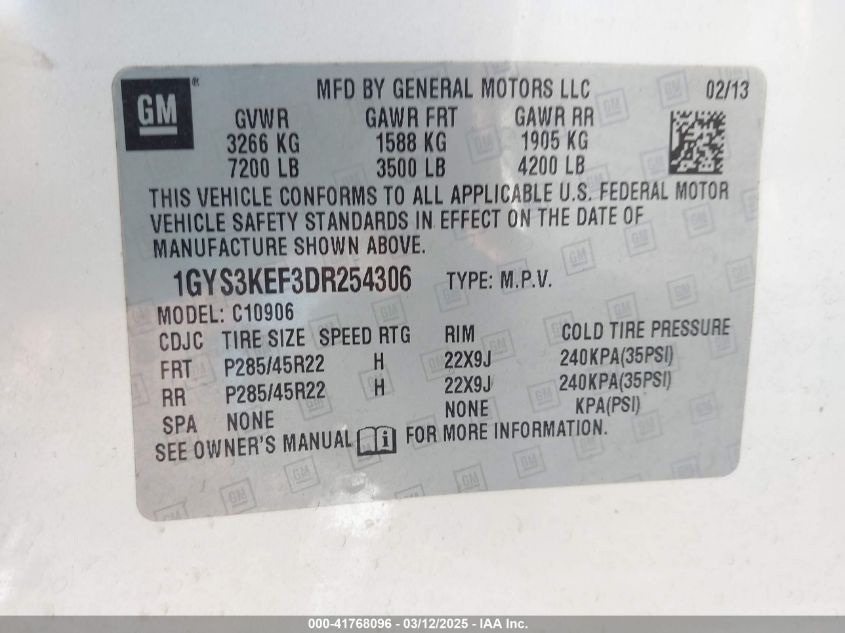 GM ® MFD BY GENERAL MOTORS LLC 02/13
GVWR GAWR FRT GAWR RR
3266 KG 1588 KG 1905 KG
7200 LB 3500 LB 4200 LB
THIS VEHICLE CONFORMS TO ALL APPLICABLE U.S. FEDERAL MOTOR
VEHICLE SAFETY STANDARDS IN EFFECT ON THE DATE OF
MANUFACTURE SHOWN ABOVE.
1GYS3KEF3DR254306 TYPE: M.P.V.
MODEL: C10906
CDJC TIRE SIZE SPEED RTG RIM COLD TIRE PRESSURE
FRT P285/45R22 H 22X9J 240KPA(35PSI)
RR P285/45R22 H 22X9J 240KPA(35PSI)
SPA NONE NONE KPA(PSI)
SEE OWNER'S MANUAL i FOR MORE INFORMATION.
000-41768096 - 03/12/2025 - IAA Inc.